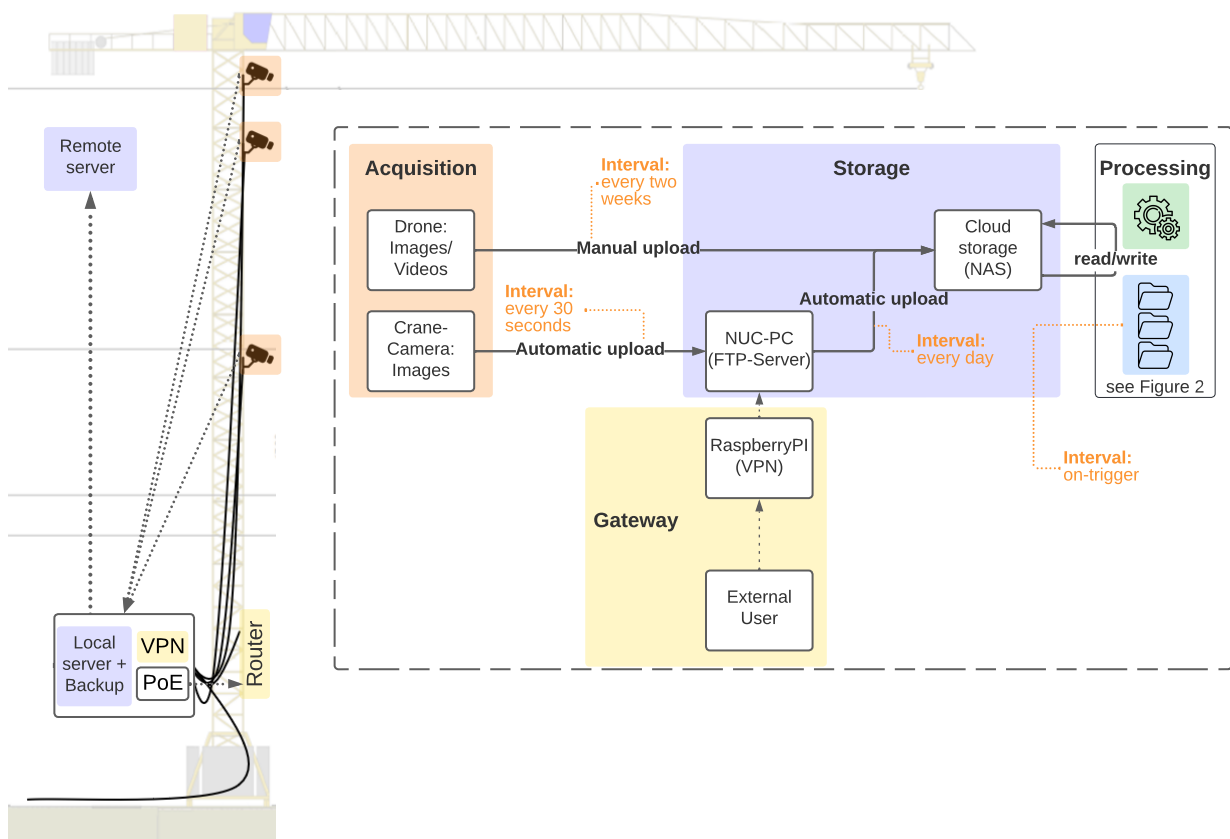 Remote
server
Local
server +
Backup
VPN
PoE
Router
Acquisition
Drone:
Images/
Videos
Crane-
Camera:
Images
Interval:
every two
weeks
Manual upload
Interval:
every 30
seconds
Automatic upload
Storage
Cloud
storage
(NAS)
Automatic upload
NUC-PC
(FTP-Server)
Interval:
every day
Gateway
RaspberryPI
(VPN)
External
User
Processing
read/write
see Figure 2
Interval:
on-trigger